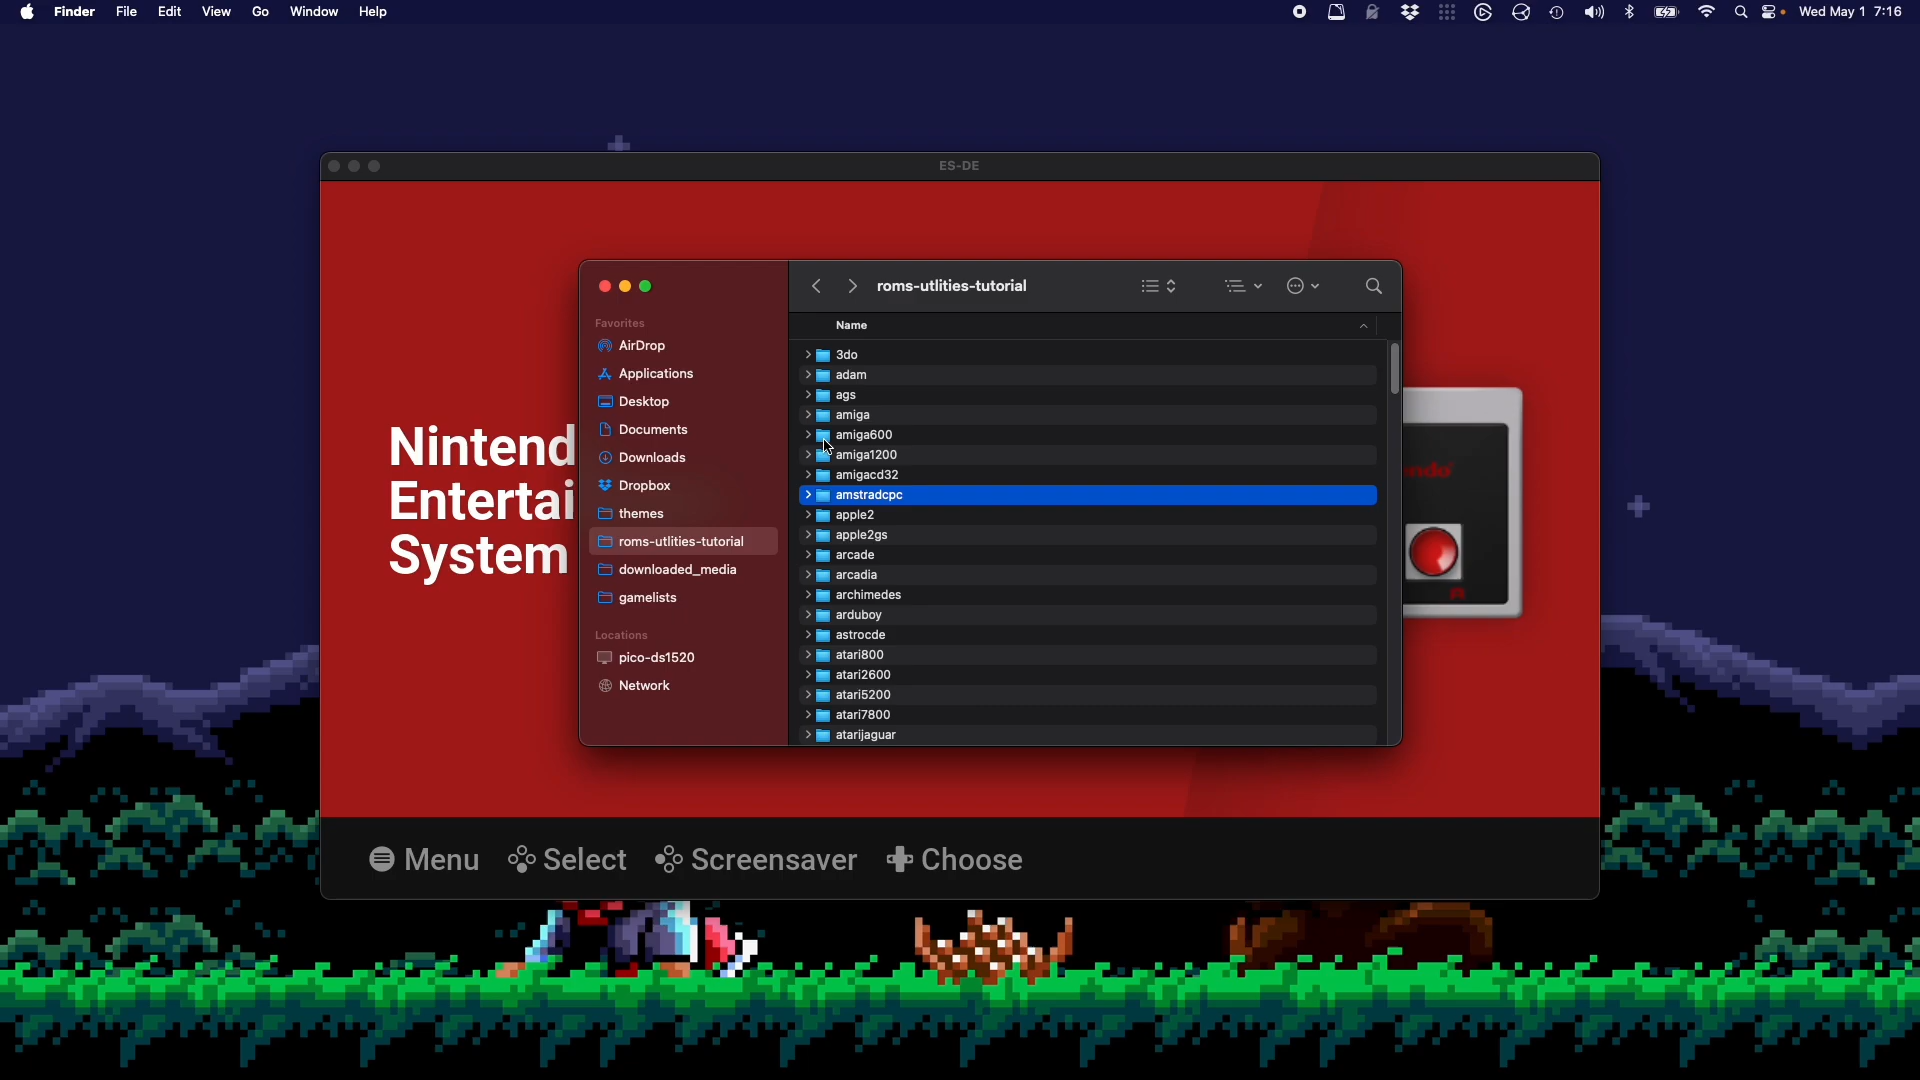 Finder File Edit View Go Window Help Wed May 1 7:16
ES-DE
roms-utlities-tutorial
Favorites
AirDrop
Applications
Desktop
Documents
Downloads
Dropbox
themes
roms-utlities-tutorial
downloaded_media
gamelists
Locations
pico-ds1520
Network
Name
3do
adam
ags
amiga
amiga600
amiga1200
amigacd32
amstradcpc
apple2
apple2gs
arcade
arcadia
archimedes
arduboy
astrocde
atari800
atari2600
atari5200
atari7800
atarijaguar
Nintend
Entertai
System
ndo
Menu Select Screensaver Choose